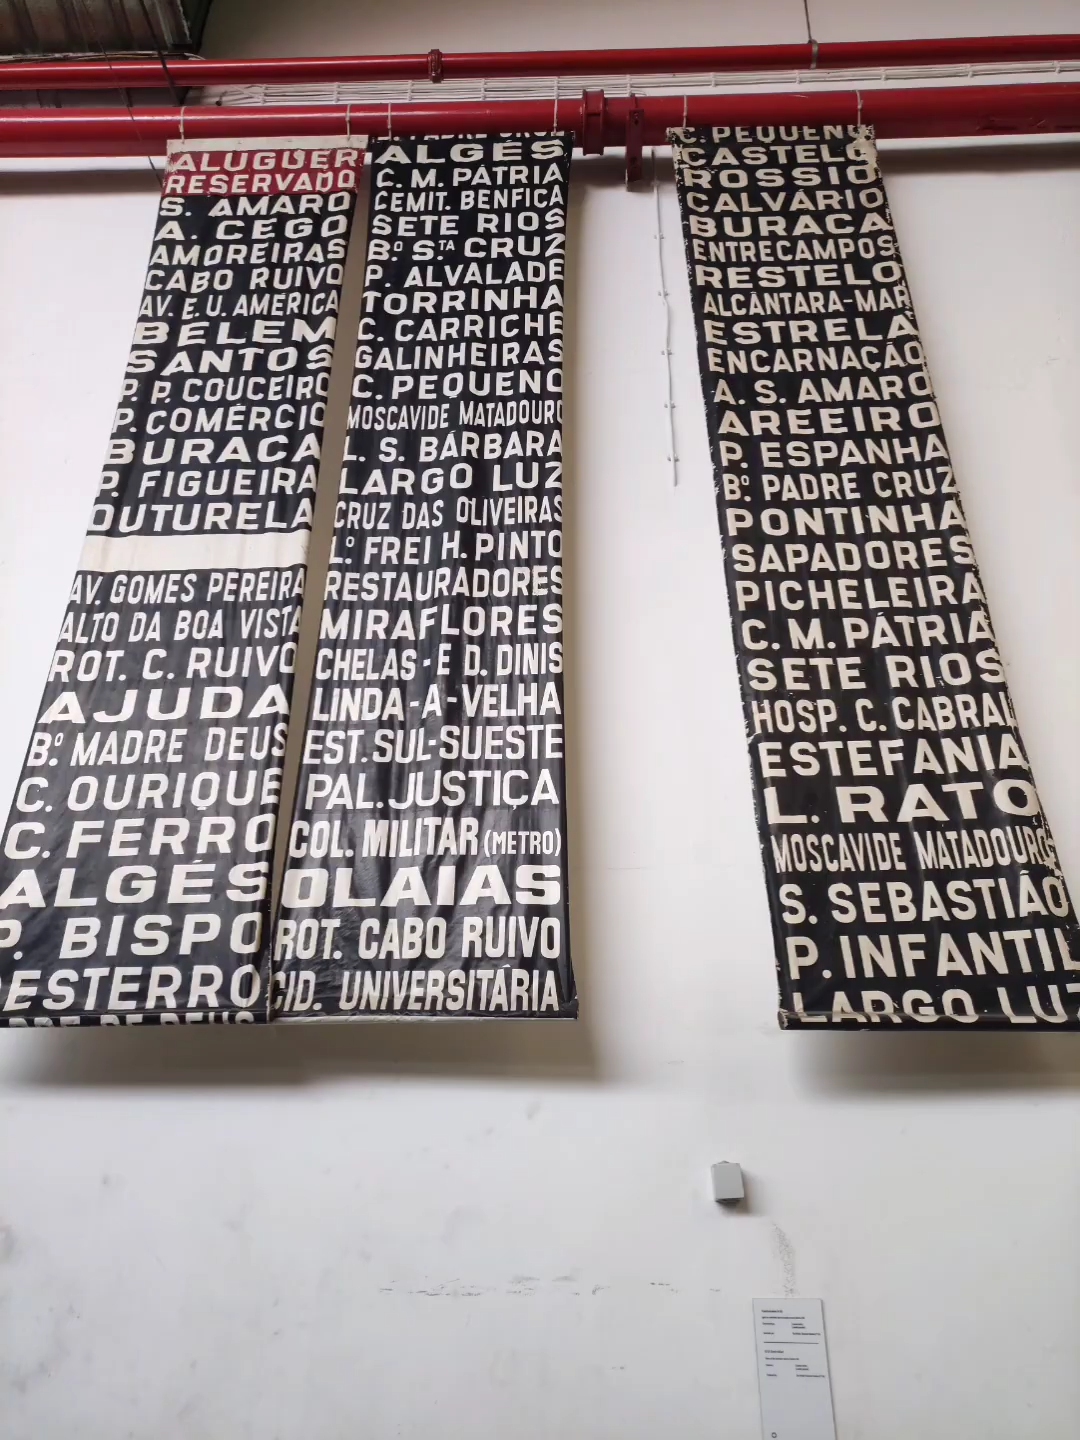 ALUGUER
RESERVADO
S. AMARO
A. CEGO
AMOREIRAS
CABO RUIVO
AV. E. U. AMERICA
BELÉM
SANTOS
P. P. COUCEIRO
P. COMÉRCIO
BURACA
P. FIGUEIRA
OUTURELA
AV. GOMES PEREIRA
ALTO DA BOA VISTA
ROT. C. RUIVO
AJUDA
Bº MADRE DEUS
C. OURIQUE
C. FERRO
ALGÉS
P. BISPO
DESTERRO
ALGÉS
C. M. PÁTRIA
CEMIT. BENFICA
SETE RIOS
Bº S.TA CRUZ
P. ALVALADE
TORRINHA
C. CARRICHE
GALINHEIRAS
C. PEQUENO
MOSCAVIDE MATADOURO
L. S. BÁRBARA
LARGO LUZ
CRUZ DAS OLIVEIRAS
Lº FREI H. PINTO
RESTAURADORES
MIRAFLORES
CHELAS-E D. DINIS
LINDA-A-VELHA
EST. SUL-SUESTE
PAL. JUSTIÇA
COL. MILITAR (METRO)
OLAIAS
ROT. CABO RUIVO
CID. UNIVERSITÁRIA
C. PEQUENO
CASTELO
ROSSIO
CALVÁRIO
BURACA
ENTRECAMPOS
RESTELO
ALCÂNTARA-MAR
ESTRELA
ENCARNAÇÃO
A. S. AMARO
AREEIRO
P. ESPANHA
Bº PADRE CRUZ
PONTINHA
SAPADORES
PICHELEIRA
C. M. PÁTRIA
SETE RIOS
HOSP. C. CABRAL
ESTEFANIA
L. RATO
MOSCAVIDE MATADOURO
S. SEBASTIÃO
P. INFANTIL
LARGO LUZ